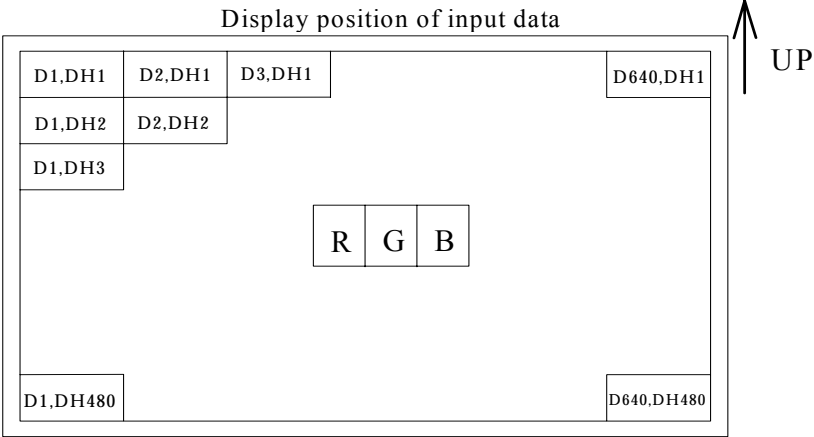 Display position of input data
UP
D1,DH1 D2,DH1 D3,DH1 D640,DH1
D1,DH2 D2,DH2
D1,DH3
R G B
D1,DH480 D640,DH480